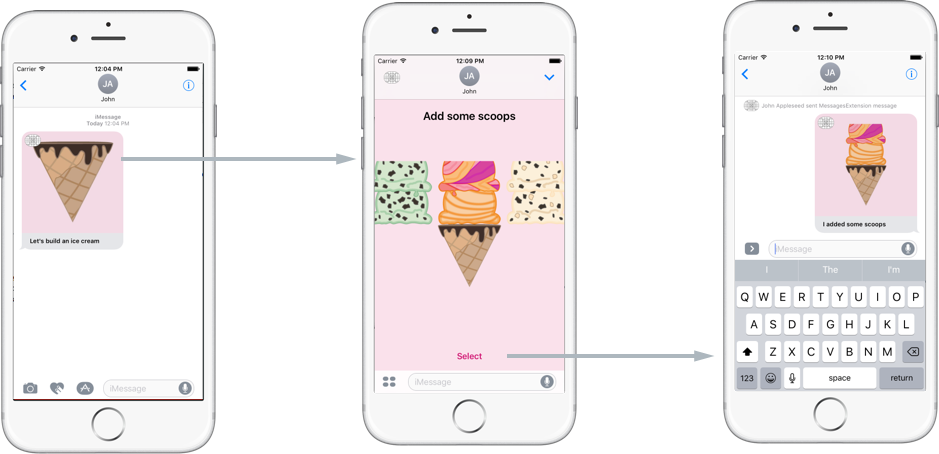 Carrier 12:04 PM
JA
John
iMessage
Today 12:04 PM
Let's build an ice cream
iMessage
Carrier 12:09 PM
JA
John
Add some scoops
Select
iMessage
Carrier 12:10 PM
JA
John
John Appleseed sent MessagesExtension message
I added some scoops
iMessage
I The I'm
Q W E R T Y U I O P
A S D F G H J K L
Z X C V B N M
123 space return